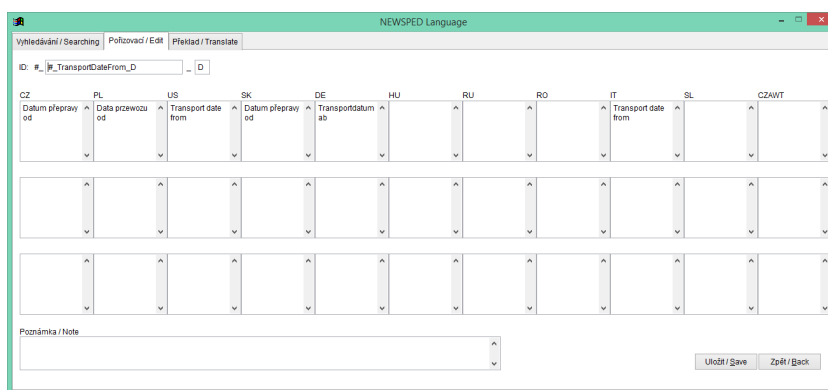 NEWSPED Language
Vyhledávání / Searching Pořizovací / Edit Překlad / Translate
ID: #_ #_TransportDateFrom_D _ D
CZ PL US SK DE HU RU RO IT SL CZAWT
Datum přepravy Data przewozu Transport date Datum přepravy Transportdatum Transport date
od od from od ab from
Poznámka / Note
Uložit / Save Zpět / Back